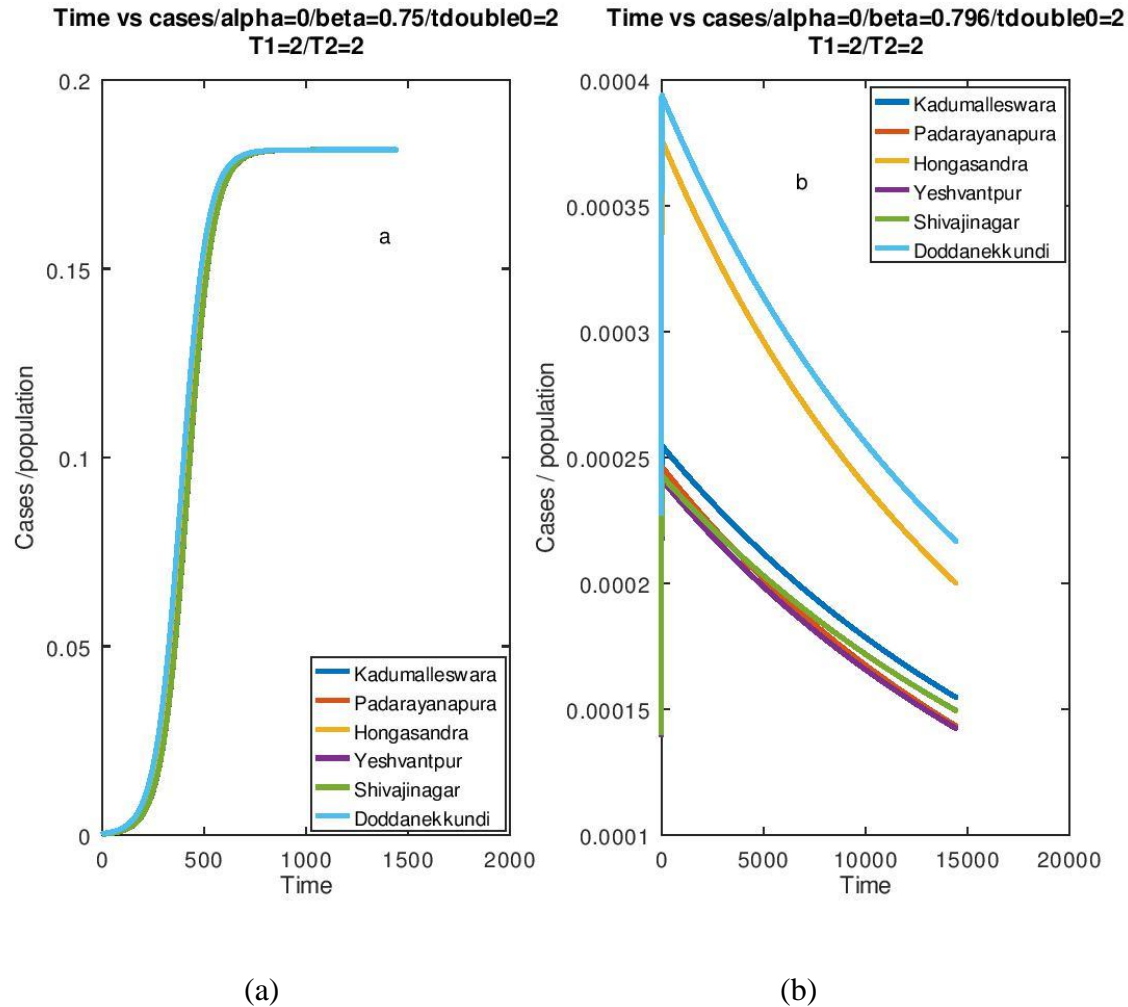 Time vs cases/alpha=0/beta=0.75/tdouble0=2
T1=2/T2=2
0.2
0.15
0.1
0.05
0
Cases /population
a
Kadumalleswara
Padarayanapura
Hongasandra
Yeshvantpur
Shivajinagar
Doddanekkundi
0
500
1000
1500
2000
Time
(a)
Time vs cases/alpha=0/beta=0.796/tdouble0=2
T1=2/T2=2
0.0004
0.00035
0.0003
0.00025
0.0002
0.00015
0.0001
Cases / population
b
Kadumalleswara
Padarayanapura
Hongasandra
Yeshvantpur
Shivajinagar
Doddanekkundi
0
5000
10000
15000
20000
Time
(b)